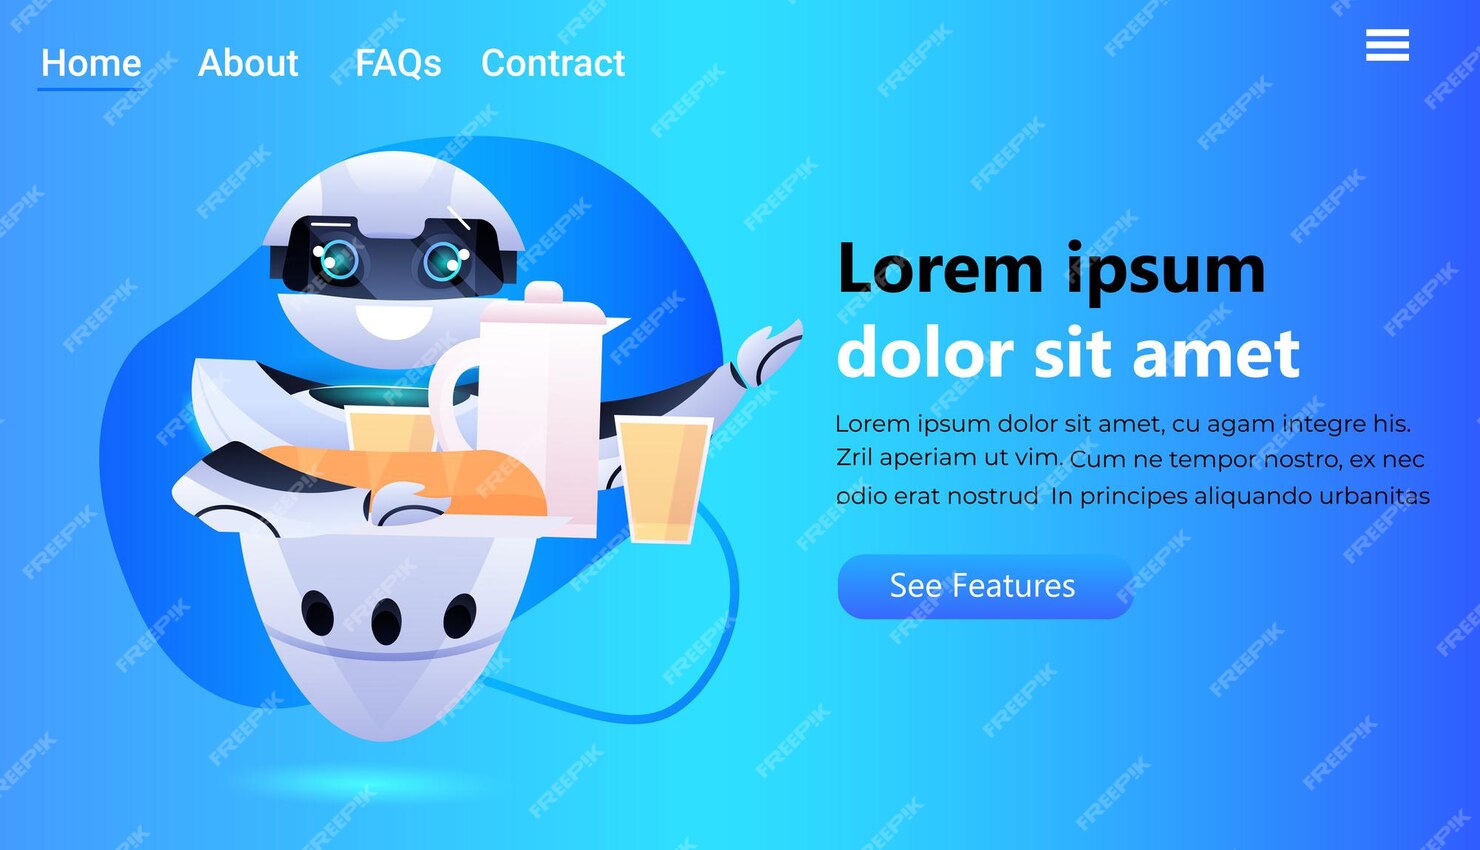 Home About FAQs Contract
Lorem ipsum
dolor sit amet
Lorem ipsum dolor sit amet, cu agam integre his.
Zril aperiam ut vim. Cum ne tempor nostro, ex nec
odio erat nostrud In principes aliquando urbanitas
See Features
FREEPIK